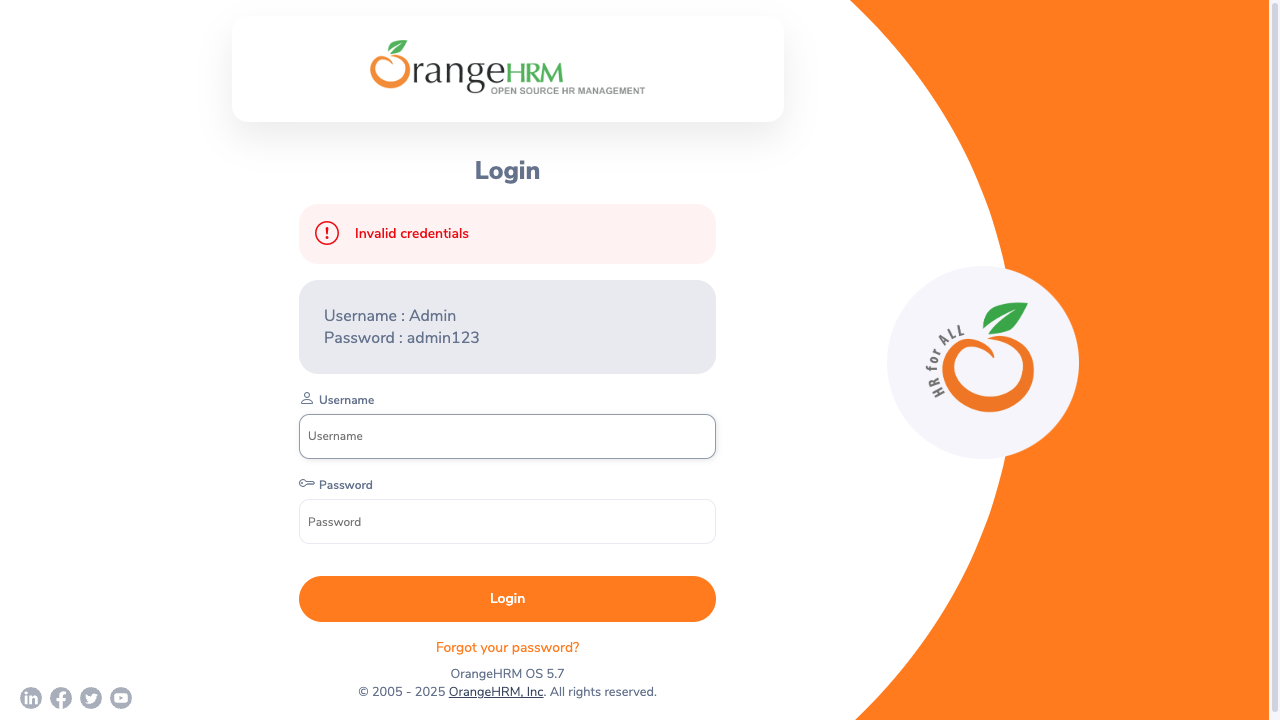 OrangeHRM
OPEN SOURCE HR MANAGEMENT
Login
Invalid credentials
Username : Admin
Password : admin123
Username
Username
Password
Password
Login
Forgot your password?
OrangeHRM OS 5.7
© 2005 - 2025 OrangeHRM, Inc. All rights reserved.
HR for ALL